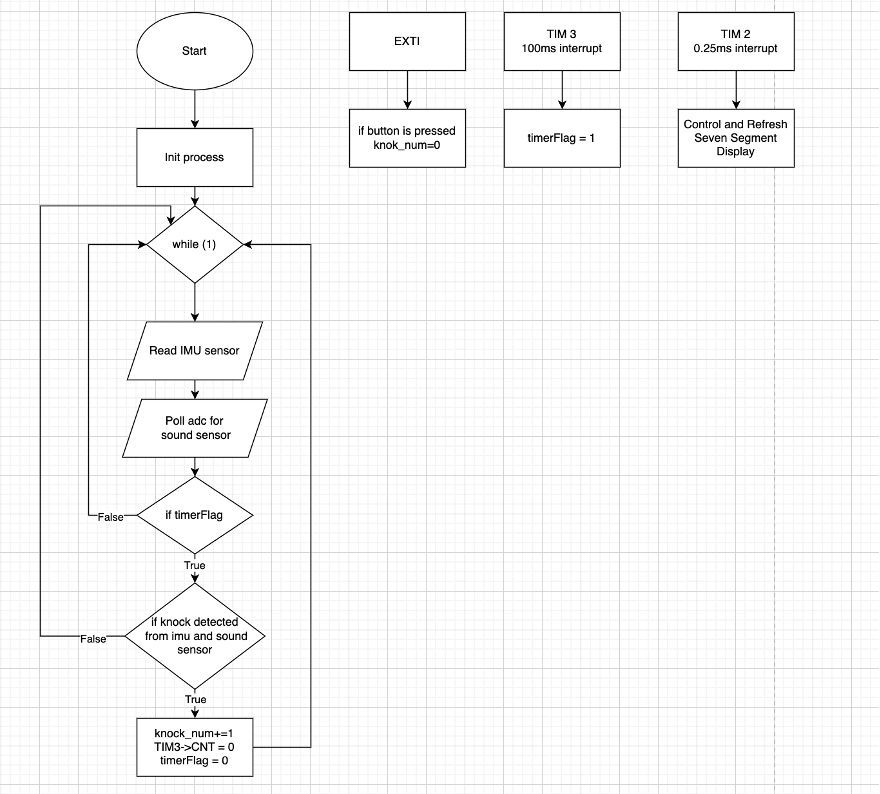 Start
Init process
while (1)
Read IMU sensor
Poll adc for
sound sensor
if timerFlag
False
True
if knock detected
from imu and sound
sensor
False
True
knock_num+=1
TIM3->CNT = 0
timerFlag = 0
EXTI
if button is pressed
knok_num=0
TIM 3
100ms interrupt
timerFlag = 1
TIM 2
0.25ms interrupt
Control and Refresh
Seven Segment
Display